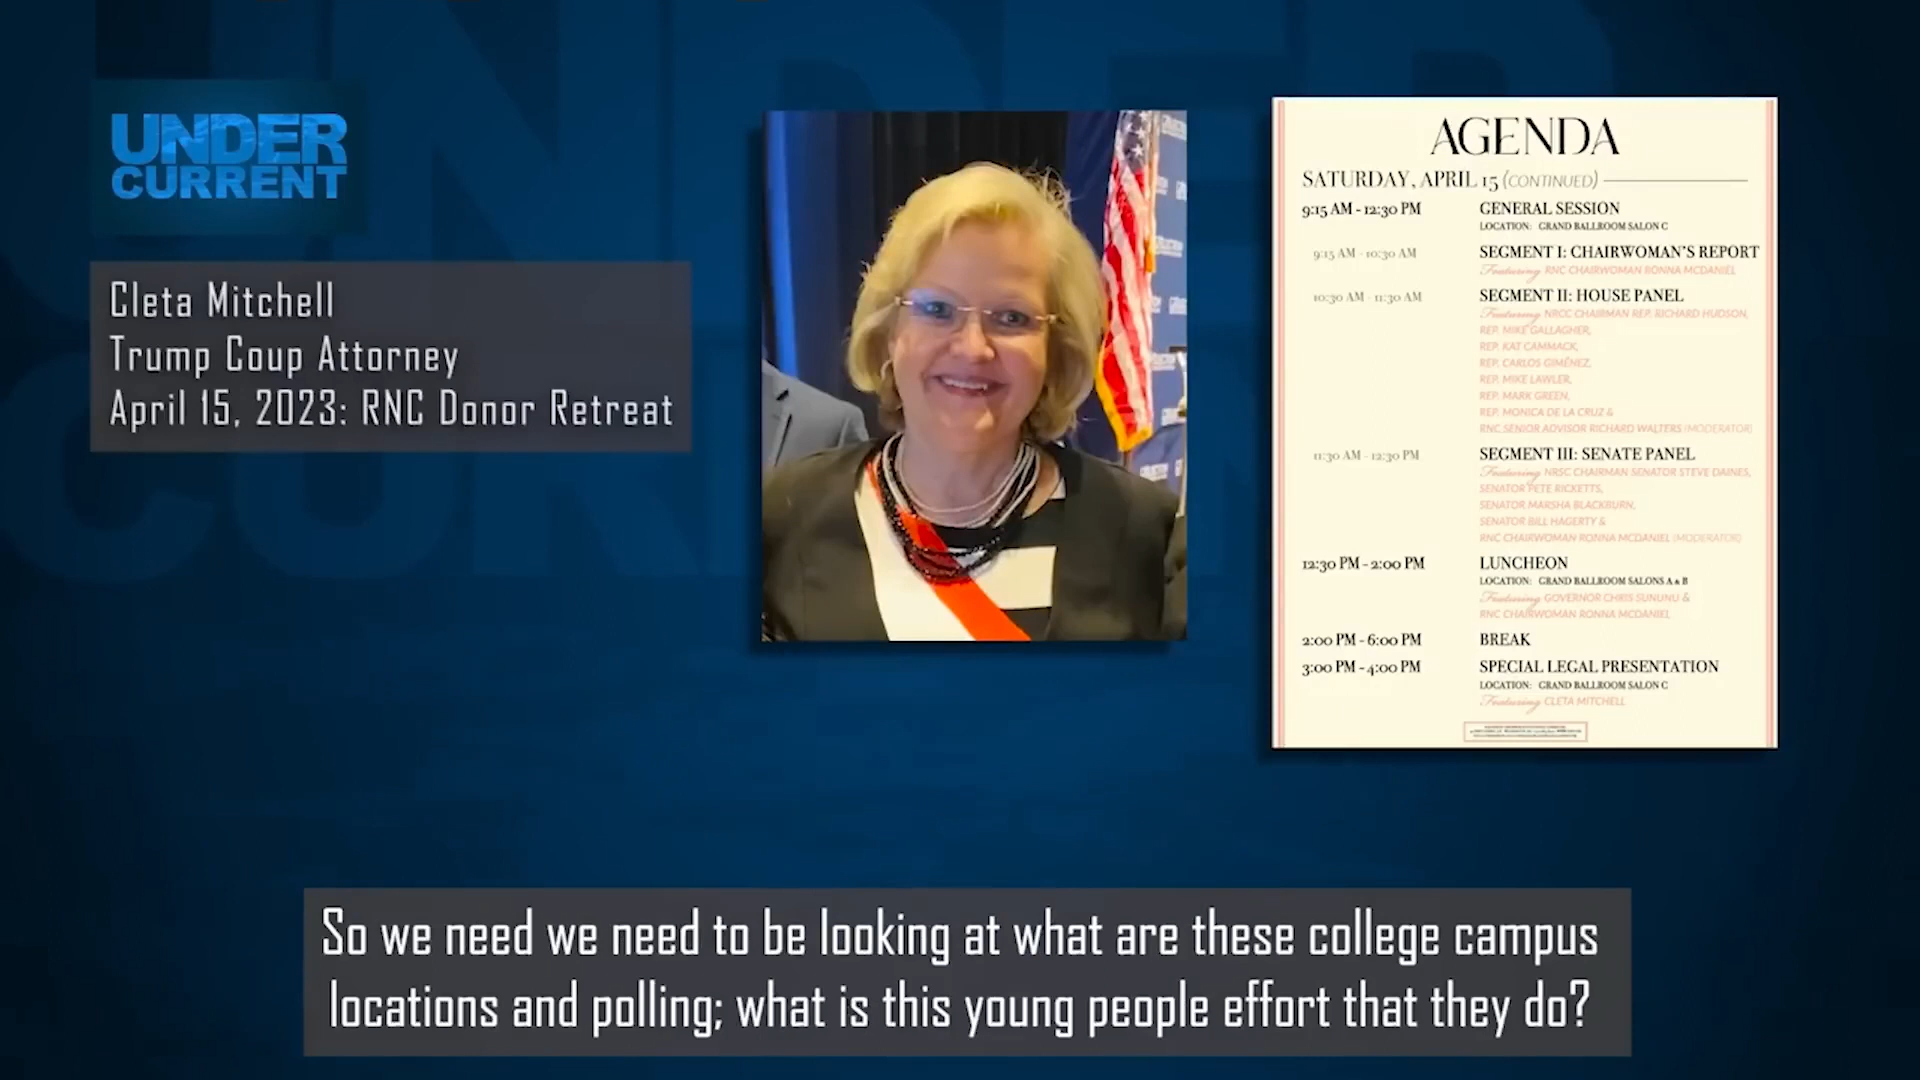 UNDER
CURRENT
Cleta Mitchell
Trump Coup Attorney
April 15, 2023: RNC Donor Retreat
AGENDA
SATURDAY, APRIL 15 (CONTINUED)
9:15 AM - 12:30 PM GENERAL SESSION
LOCATION: GRAND BALLROOM SALON C
9:15 AM - 10:30 AM SEGMENT I: CHAIRWOMAN'S REPORT
Featuring RNC CHAIRWOMAN RONNA MCDANIEL
10:30 AM - 11:30 AM SEGMENT II: HOUSE PANEL
Featuring NRCC CHAIRMAN REP. RICHARD HUDSON,
REP. MIKE GALLAGHER,
REP. KAT CAMMACK,
REP. CARLOS GIMÉNEZ,
REP. MIKE LAWLER,
REP. MARK GREEN,
REP. MONICA DE LA CRUZ &
RNC SENIOR ADVISOR RICHARD WALTERS (MODERATOR)
11:30 AM - 12:30 PM SEGMENT III: SENATE PANEL
Featuring NRSC CHAIRMAN SENATOR STEVE DAINES,
SENATOR PETE RICKETTS,
SENATOR MARSHA BLACKBURN,
SENATOR BILL HAGERTY &
RNC CHAIRWOMAN RONNA MCDANIEL (MODERATOR)
12:30 PM - 2:00 PM LUNCHEON
LOCATION: GRAND BALLROOM SALONS A & B
Featuring GOVERNOR CHRIS SUNUNU &
RNC CHAIRWOMAN RONNA MCDANIEL
2:00 PM - 6:00 PM BREAK
3:00 PM - 4:00 PM SPECIAL LEGAL PRESENTATION
LOCATION: GRAND BALLROOM SALON C
Featuring CLETA MITCHELL
So we need we need to be looking at what are these college campus
locations and polling; what is this young people effort that they do?